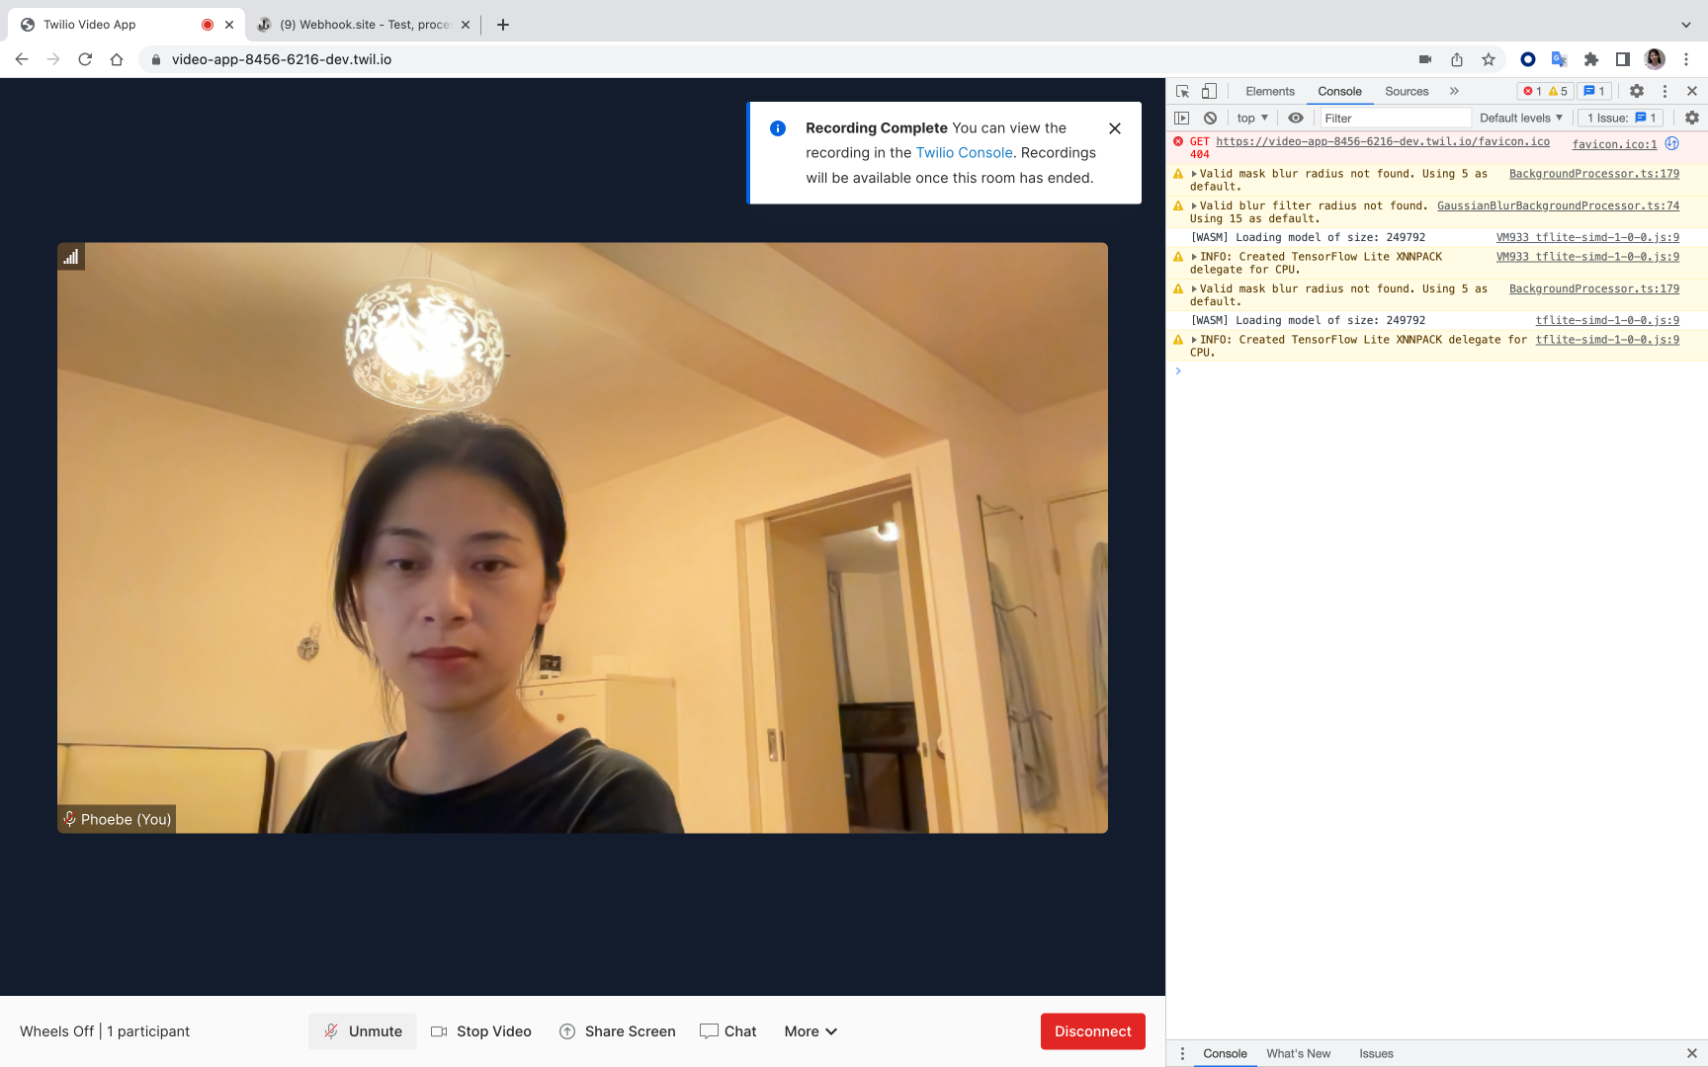 Twilio Video App
(9) Webhook.site - Test, proce
video-app-8456-6216-dev.twil.io
Recording Complete You can view the
recording in the Twilio Console. Recordings
will be available once this room has ended.
Phoebe (You)
Wheels Off | 1 participant
Unmute
Stop Video
Share Screen
Chat
More
Disconnect
Elements
Console
Sources
1
5
1
top
Filter
Default levels
1 Issue: 1
GET https://video-app-8456-6216-dev.twil.io/favicon.ico favicon.ico:1
404
Valid mask blur radius not found. Using 5 as BackgroundProcessor.ts:179
default.
Valid blur filter radius not found. GaussianBlurBackgroundProcessor.ts:74
Using 15 as default.
[WASM] Loading model of size: 249792 VM933 tflite-simd-1-0-0.js:9
INFO: Created TensorFlow Lite XNNPACK VM933 tflite-simd-1-0-0.js:9
delegate for CPU.
Valid mask blur radius not found. Using 5 as BackgroundProcessor.ts:179
default.
[WASM] Loading model of size: 249792 tflite-simd-1-0-0.js:9
INFO: Created TensorFlow Lite XNNPACK delegate for tflite-simd-1-0-0.js:9
CPU.
Console
What's New
Issues